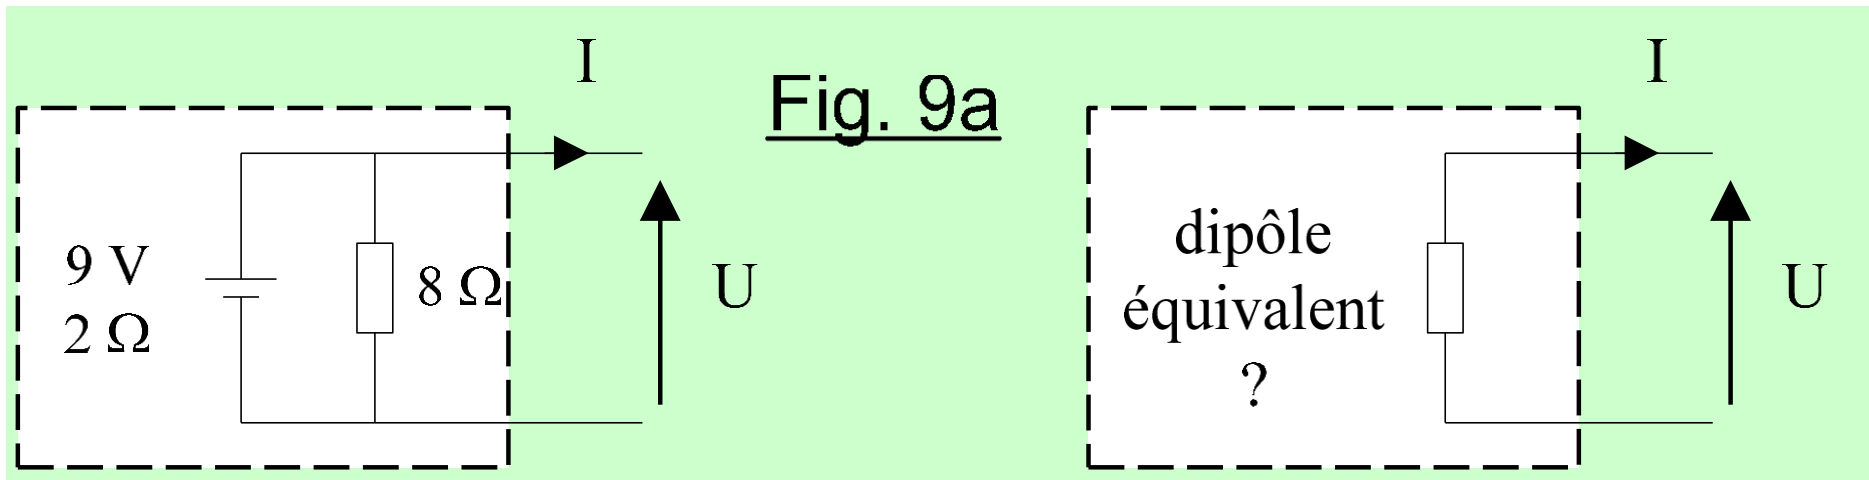 I
Fig. 9a
I
9 V
2 Ω
8 Ω
U
dipôle
équivalent
?
U